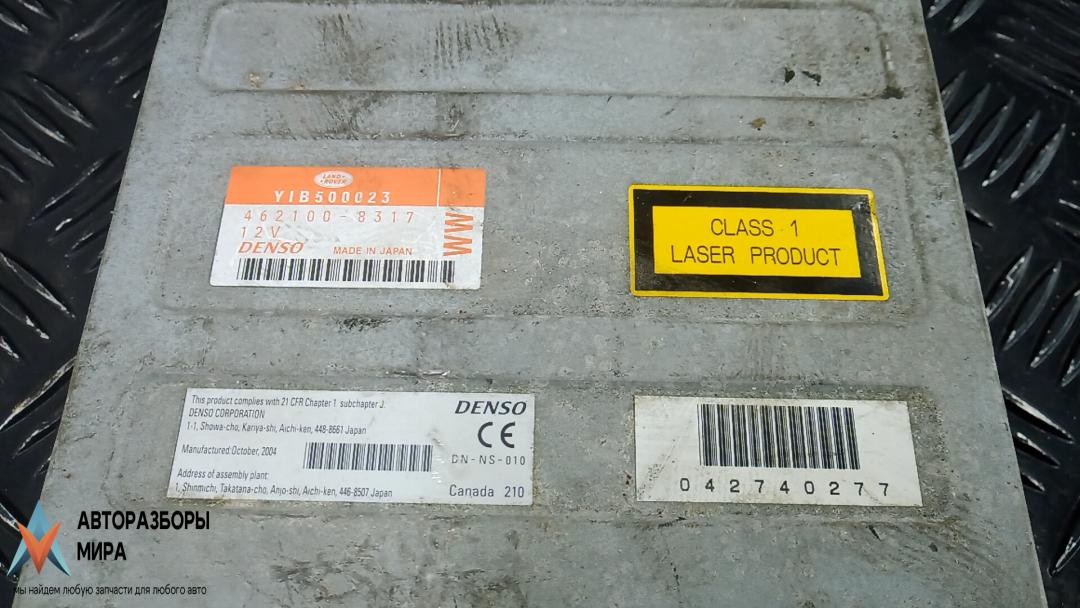 LAND
ROVER
YIB500023
462100-8317
12V
DENSO MADE IN JAPAN
WW
CLASS 1
LASER PRODUCT
This product complies with 21 CFR Chapter 1 subchapter J.
DENSO CORPORATION
1-1, Showa-cho, Kariya-shi, Aichi-ken, 448-8661 Japan
Manufactured:October, 2004
Address of assembly plant:
1, Shinmichi, Takatana-cho, Anjo-shi, Aichi-ken, 446-8507 Japan
DENSO
CE
DN-NS-010
Canada 210
042740277
АВТОРАЗБОРЫ
МИРА
мы найдем любую запчасти для любого авто